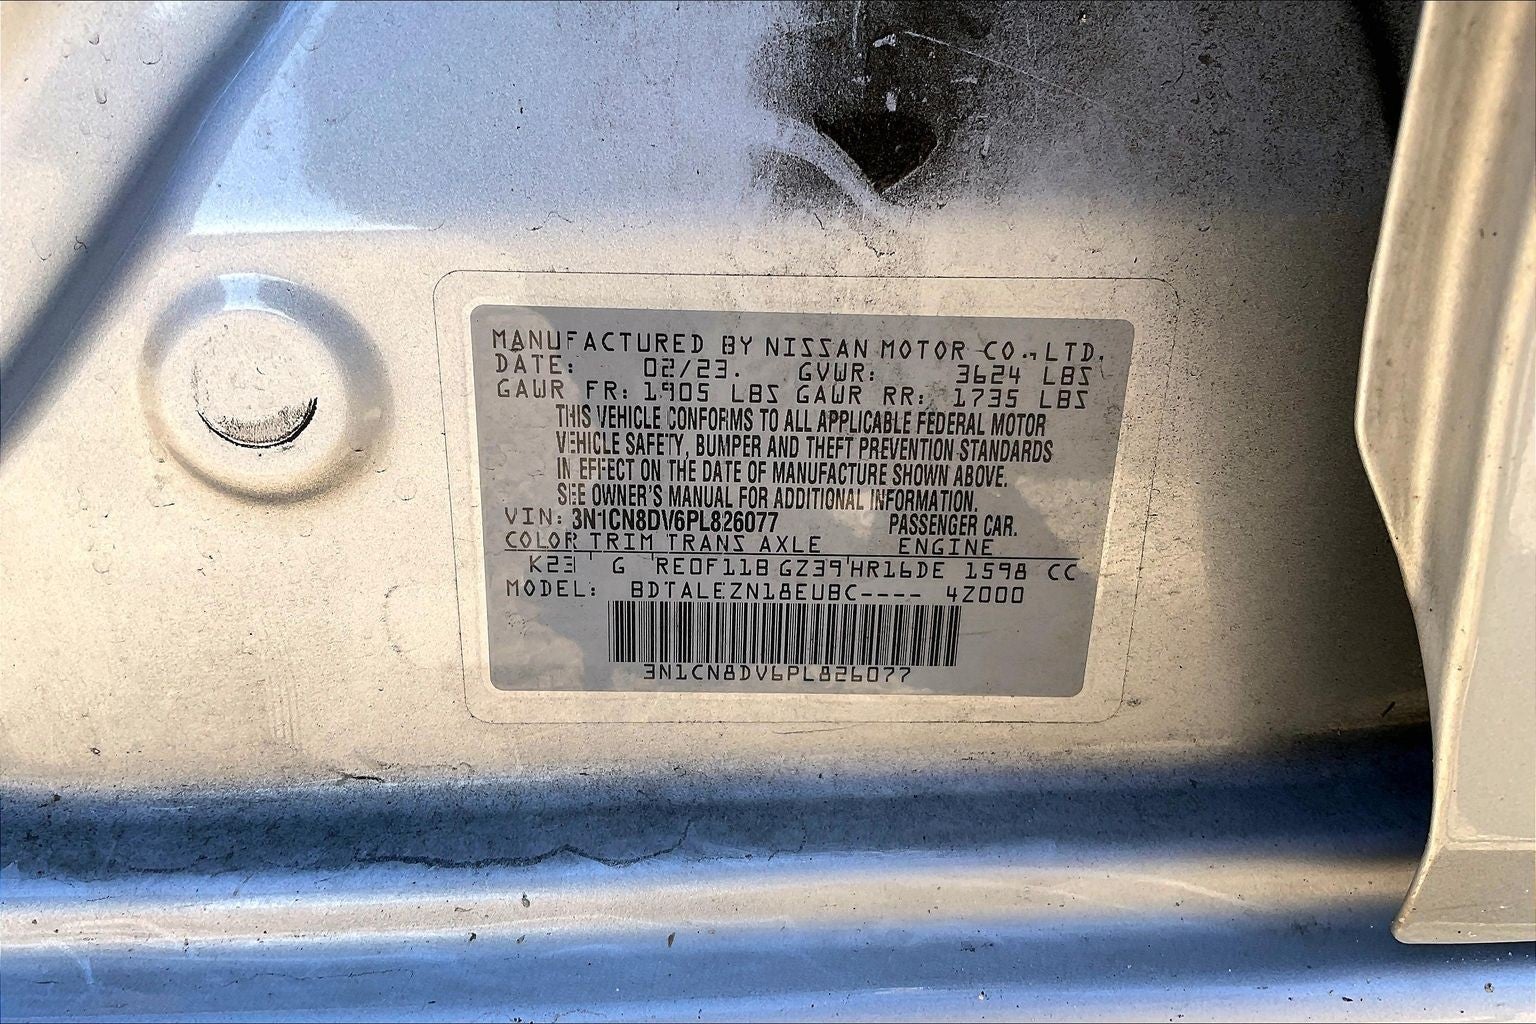 MANUFACTURED BY NISSAN MOTOR CO., LTD.
DATE: 02/23. GVWR: 3624 LBS
GAWR FR: 1905 LBS GAWR RR: 1735 LBS
THIS VEHICLE CONFORMS TO ALL APPLICABLE FEDERAL MOTOR
VEHICLE SAFETY, BUMPER AND THEFT PREVENTION STANDARDS
IN EFFECT ON THE DATE OF MANUFACTURE SHOWN ABOVE.
SEE OWNER'S MANUAL FOR ADDITIONAL INFORMATION.
VIN: 3N1CN8DV6PL826077 PASSENGER CAR.
COLOR TRIM TRANS AXLE ENGINE
K23 G RE0F11B GZ39 HR16DE 1598 CC
MODEL: BDTALEZN18EUBC---- 4Z000
3N1CN8DV6PL826077